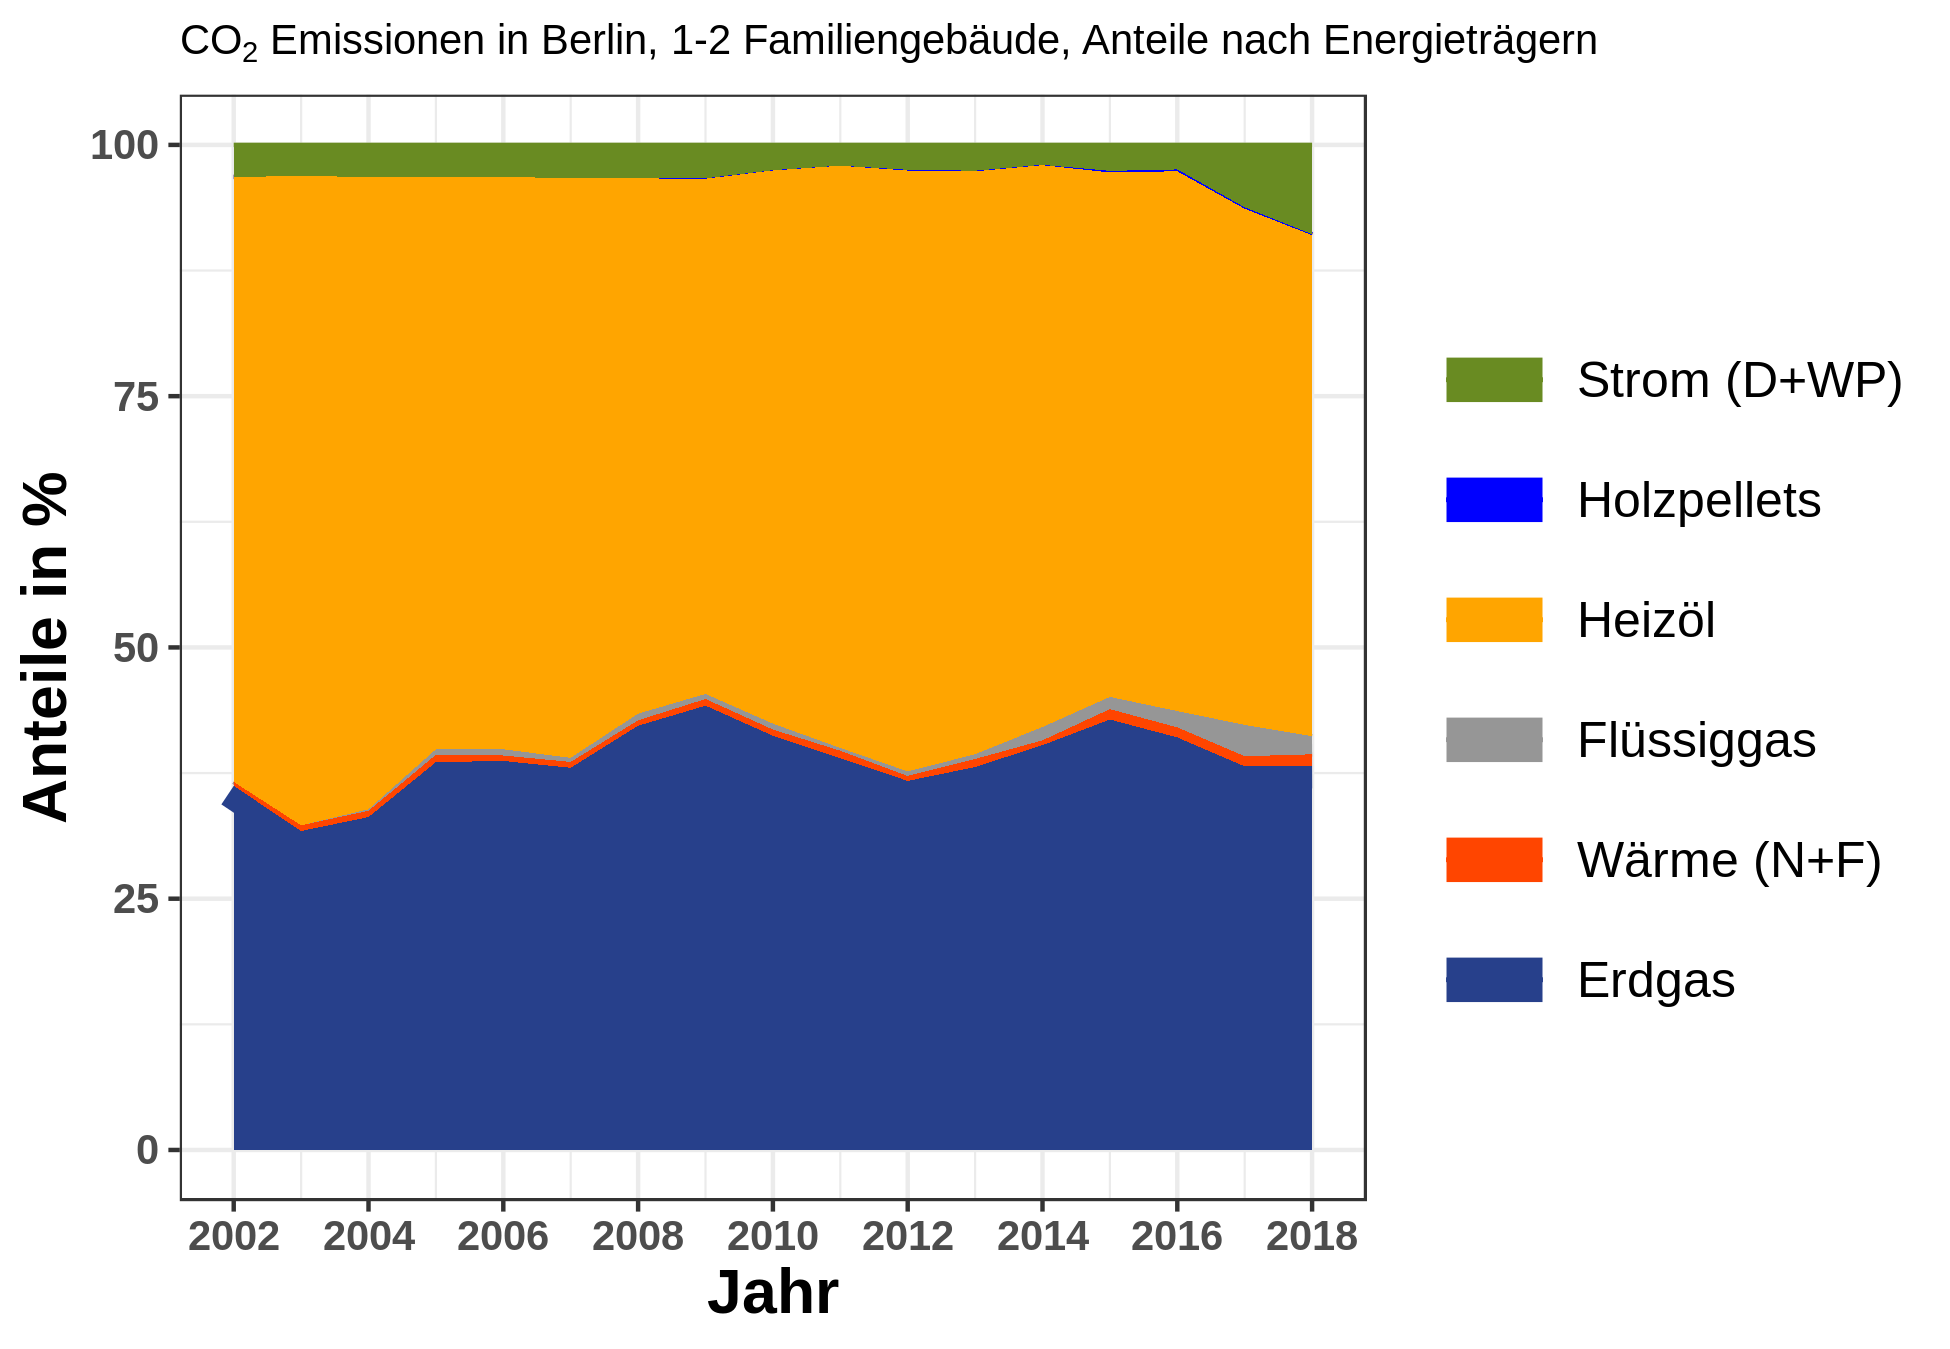 CO₂ Emissionen in Berlin, 1-2 Familiengebäude, Anteile nach Energieträgern
Anteile in %
100
75
50
25
0
2002 2004 2006 2008 2010 2012 2014 2016 2018
Jahr
Strom (D+WP)
Holzpellets
Heizöl
Flüssiggas
Wärme (N+F)
Erdgas